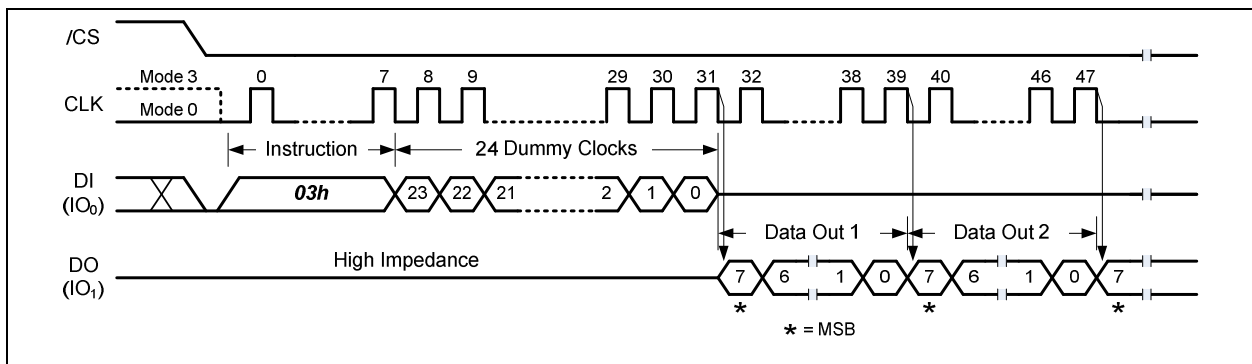 /CS
Mode 3 0 7 8 9 29 30 31 32 38 39 40 46 47
CLK
Mode 0
Instruction 24 Dummy Clocks
DI
(IO0)
03h 23 22 21 2 1 0
Data Out 1 Data Out 2
High Impedance
DO
(IO1)
7 6 1 0 7 6 1 0 7
* * *
* = MSB